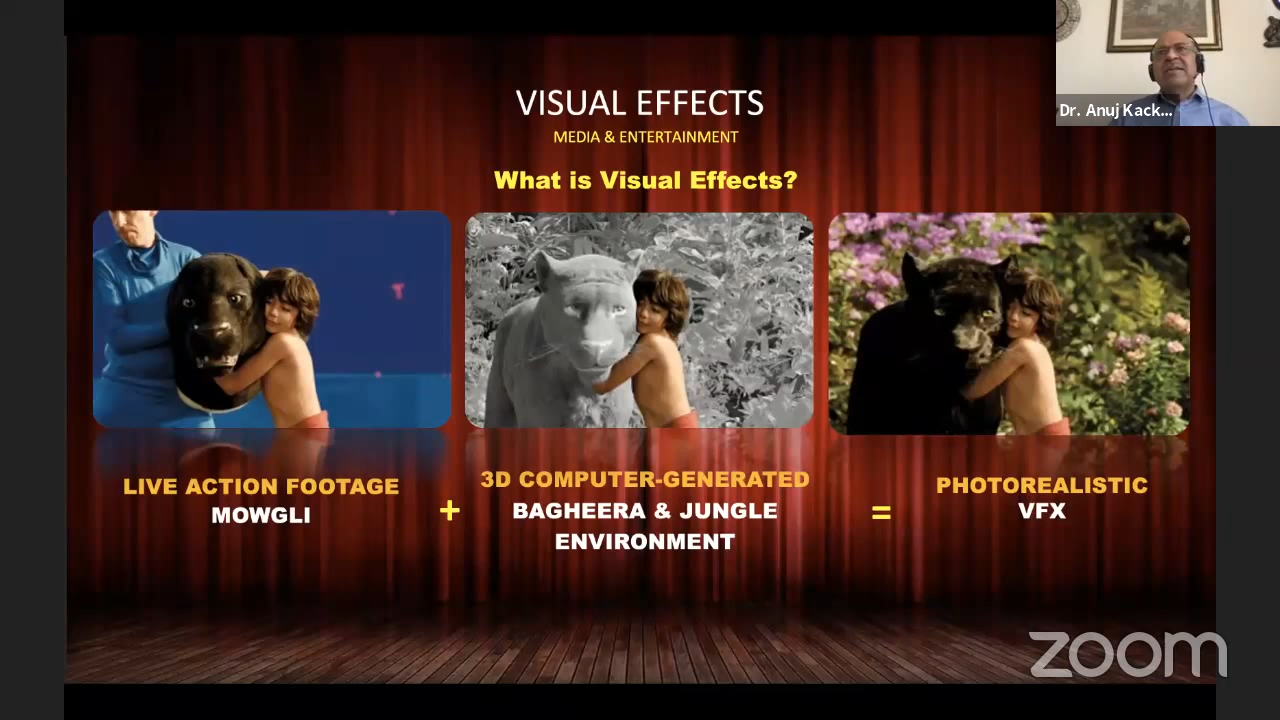 VISUAL EFFECTS
MEDIA & ENTERTAINMENT
What is Visual Effects?
LIVE ACTION FOOTAGE
MOWGLI
+
3D COMPUTER-GENERATED
BAGHEERA & JUNGLE
ENVIRONMENT
=
PHOTOREALISTIC
VFX
Dr. Anuj Kack...
zoom